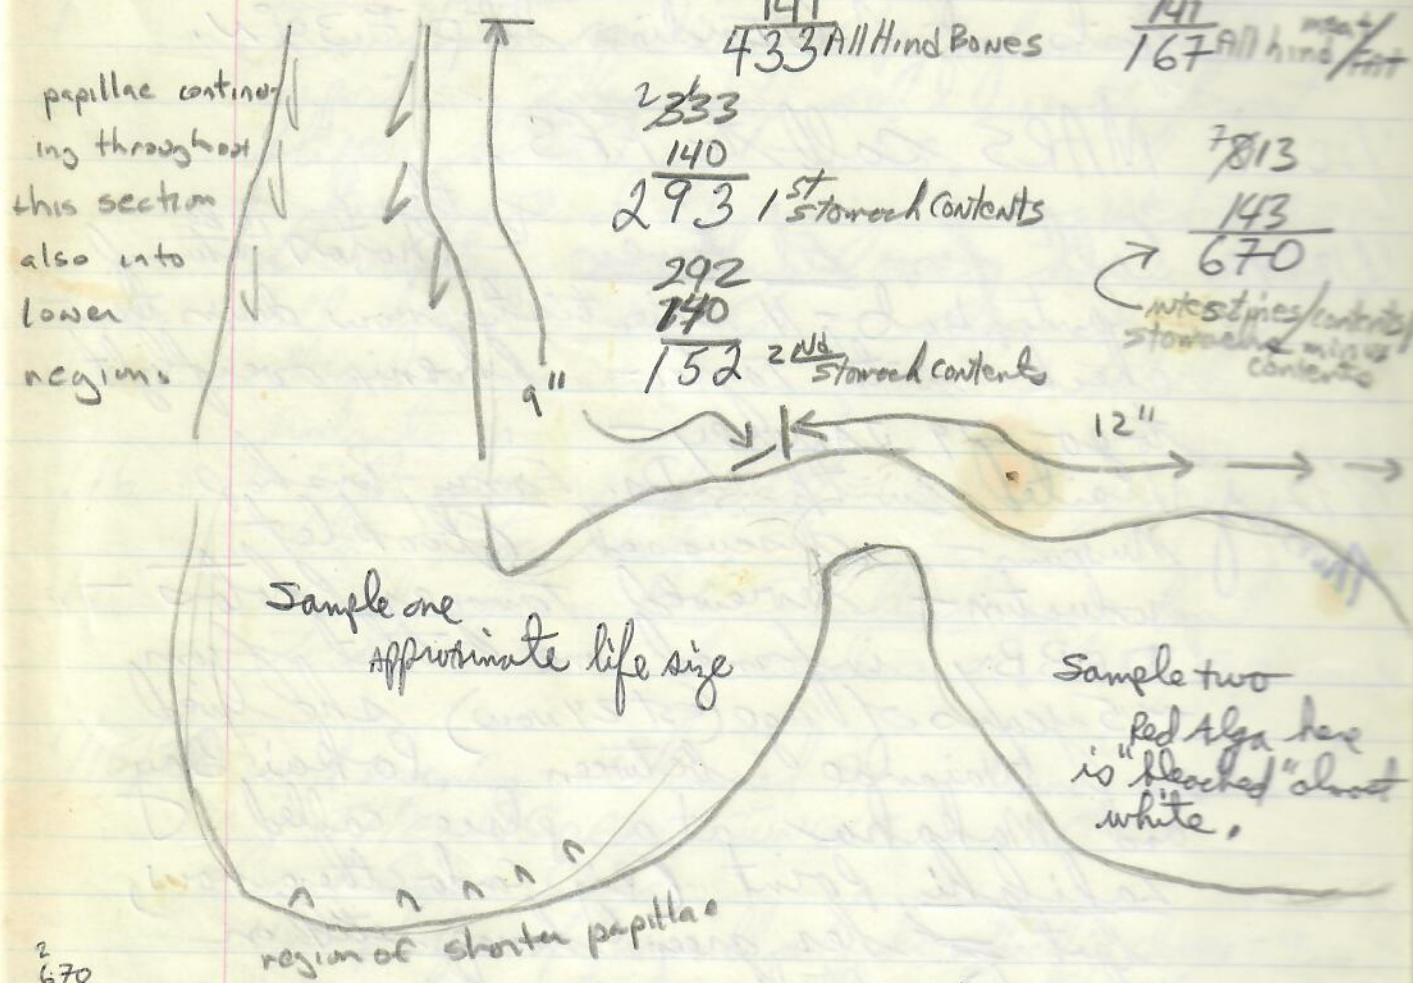 141
433 All Hind Bones
141
167 All hind meat/FAT
papillae continu-
ing throughout
this section
also into
lower
regions
2 1
333
140
293 1st Stomach Contents
292
140
152 2nd Stomach Contents
7
813
143
670
intestines/contents/
stomachs minus
contents
9"
12"
Sample one
Approximate life size
Sample two
Red Alga here
is "bleached" almost
white.
region of shorter papillae
2
670